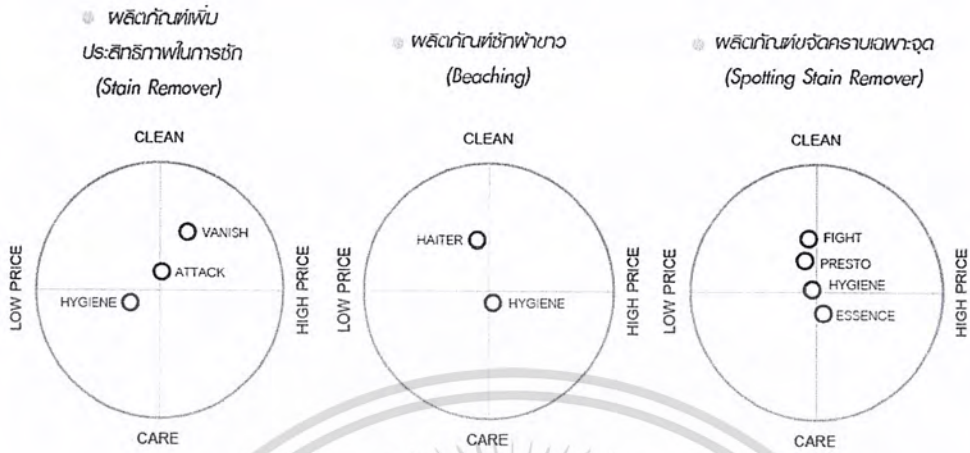 ผลิตภัณฑ์เพิ่ม
ประสิทธิภาพในการซัก
(Stain Remover)
CLEAN
LOW PRICE
HIGH PRICE
VANISH
ATTACK
HYGIENE
CARE
ผลิตภัณฑ์ซักผ้าขาว
(Beaching)
CLEAN
LOW PRICE
HIGH PRICE
HAITER
HYGIENE
CARE
ผลิตภัณฑ์ขจัดคราบเฉพาะจุด
(Spotting Stain Remover)
CLEAN
LOW PRICE
HIGH PRICE
FIGHT
PRESTO
HYGIENE
ESSENCE
CARE